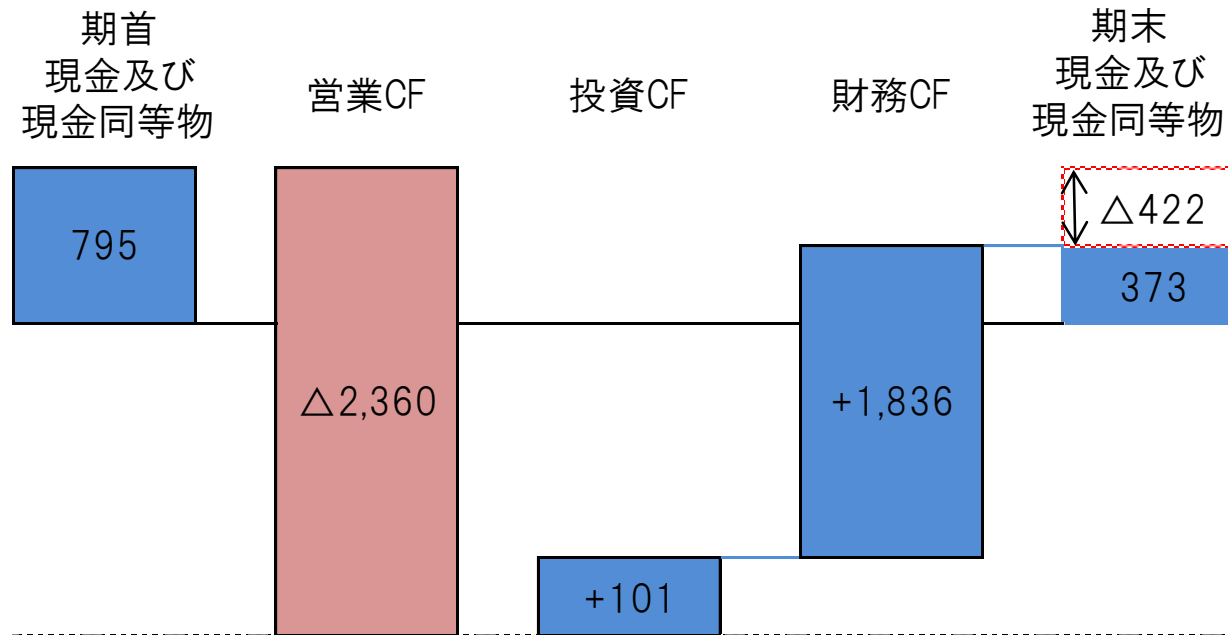 期首
現金及び
現金同等物
営業CF
投資CF
財務CF
期末
現金及び
現金同等物
795
△2,360
+101
+1,836
△422
373